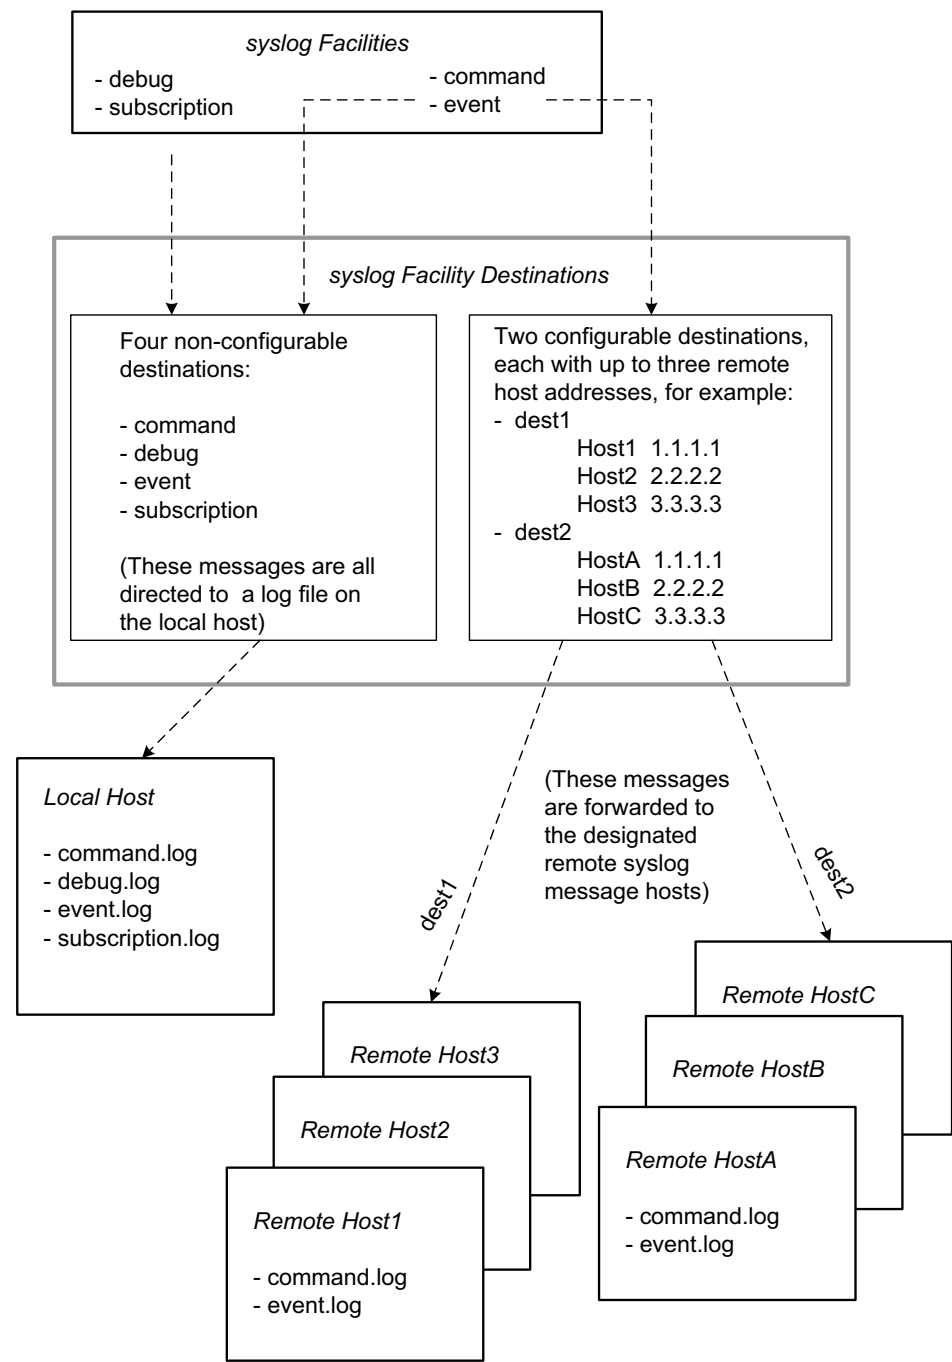 syslog Facilities
- debug
- subscription
- command
- event
syslog Facility Destinations
Four non-configurable
destinations:
- command
- debug
- event
- subscription
(These messages are all
directed to a log file on
the local host)
Two configurable destinations,
each with up to three remote
host addresses, for example:
- dest1
Host1 1.1.1.1
Host2 2.2.2.2
Host3 3.3.3.3
- dest2
HostA 1.1.1.1
HostB 2.2.2.2
HostC 3.3.3.3
Local Host
- command.log
- debug.log
- event.log
- subscription.log
(These messages
are forwarded to
the designated
remote syslog
message hosts)
dest1
dest2
Remote Host3
Remote Host2
Remote Host1
- command.log
- event.log
Remote HostC
Remote HostB
Remote HostA
- command.log
- event.log